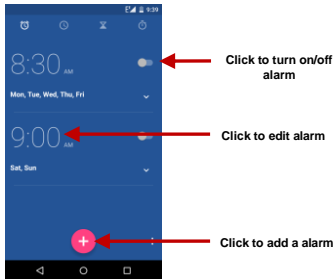 9:39
8:30 AM
Click to turn on/off
alarm
Mon, Tue, Wed, Thu, Fri
9:00 AM
Click to edit alarm
Sat, Sun
Click to add a alarm